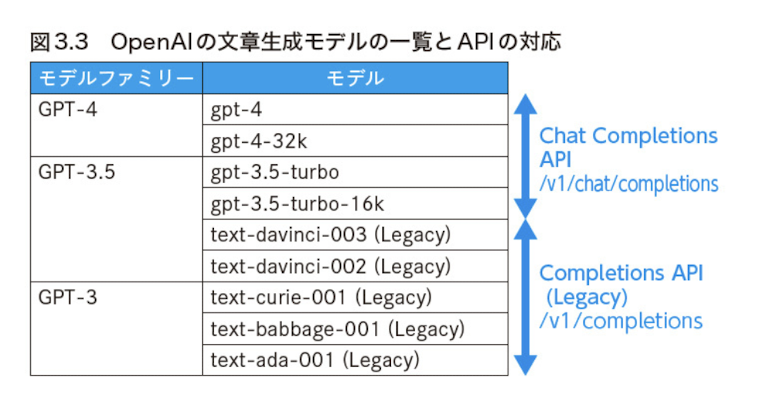 図3.3 OpenAIの文章生成モデルの一覧とAPIの対応
モデルファミリー モデル
GPT-4 gpt-4
gpt-4-32k
GPT-3.5 gpt-3.5-turbo
gpt-3.5-turbo-16k
text-davinci-003 (Legacy)
text-davinci-002 (Legacy)
GPT-3 text-curie-001 (Legacy)
text-babbage-001 (Legacy)
text-ada-001 (Legacy)
Chat Completions
API
/v1/chat/completions
Completions API
(Legacy)
/v1/completions